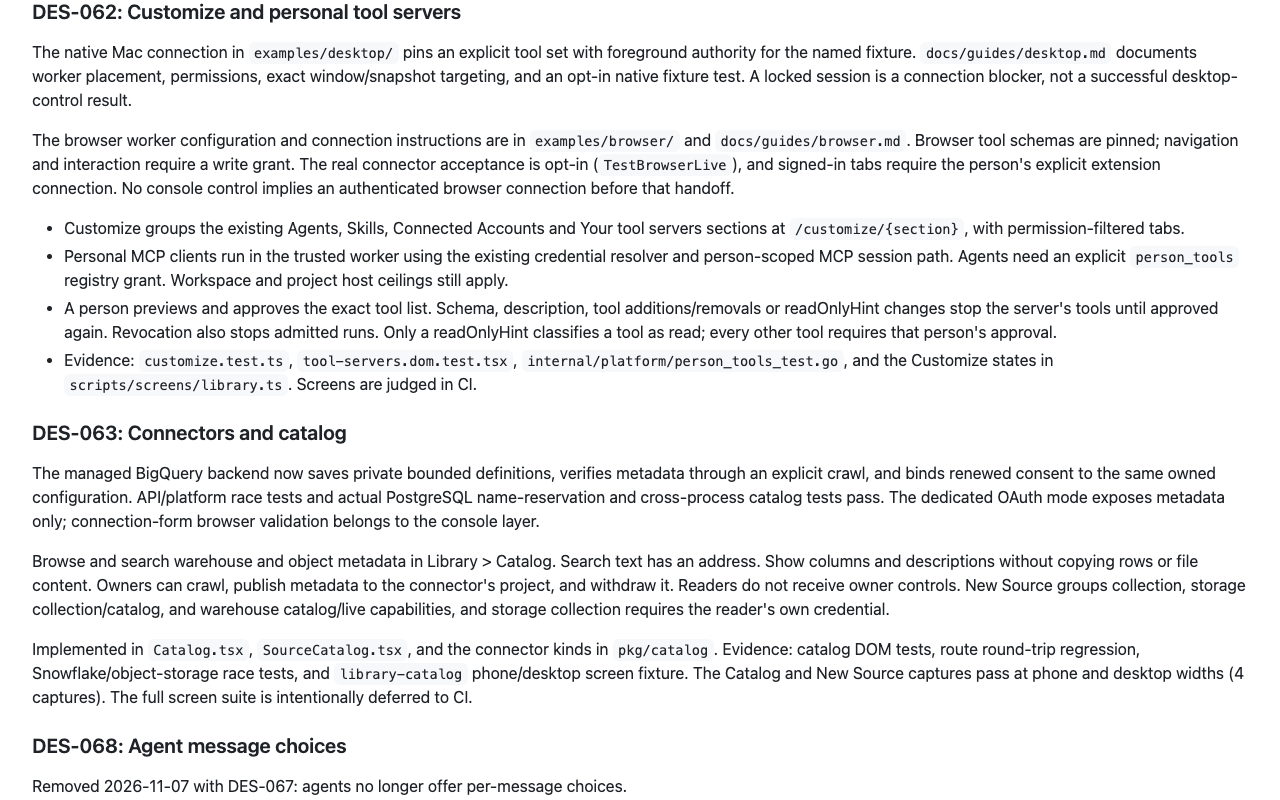 DES-062: Customize and personal tool servers
The native Mac connection in examples/desktop/ pins an explicit tool set with foreground authority for the named fixture. docs/guides/desktop.md documents
worker placement, permissions, exact window/snapshot targeting, and an opt-in native fixture test. A locked session is a connection blocker, not a successful desktop-
control result.
The browser worker configuration and connection instructions are in examples/browser/ and docs/guides/browser.md . Browser tool schemas are pinned; navigation
and interaction require a write grant. The real connector acceptance is opt-in ( TestBrowserLive ), and signed-in tabs require the person's explicit extension
connection. No console control implies an authenticated browser connection before that handoff.
• Customize groups the existing Agents, Skills, Connected Accounts and Your tool servers sections at /customize/{section} , with permission-filtered tabs.
• Personal MCP clients run in the trusted worker using the existing credential resolver and person-scoped MCP session path. Agents need an explicit person_tools
registry grant. Workspace and project host ceilings still apply.
• A person previews and approves the exact tool list. Schema, description, tool additions/removals or readOnlyHint changes stop the server's tools until approved
again. Revocation also stops admitted runs. Only a readOnlyHint classifies a tool as read; every other tool requires that person's approval.
• Evidence: customize.test.ts , tool-servers.dom.test.tsx , internal/platform/person_tools_test.go , and the Customize states in
scripts/screens/library.ts . Screens are judged in CI.
DES-063: Connectors and catalog
The managed BigQuery backend now saves private bounded definitions, verifies metadata through an explicit crawl, and binds renewed consent to the same owned
configuration. API/platform race tests and actual PostgreSQL name-reservation and cross-process catalog tests pass. The dedicated OAuth mode exposes metadata
only; connection-form browser validation belongs to the console layer.
Browse and search warehouse and object metadata in Library > Catalog. Search text has an address. Show columns and descriptions without copying rows or file
content. Owners can crawl, publish metadata to the connector's project, and withdraw it. Readers do not receive owner controls. New Source groups collection, storage
collection/catalog, and warehouse catalog/live capabilities, and storage collection requires the reader's own credential.
Implemented in Catalog.tsx , SourceCatalog.tsx , and the connector kinds in pkg/catalog . Evidence: catalog DOM tests, route round-trip regression,
Snowflake/object-storage race tests, and library-catalog phone/desktop screen fixture. The Catalog and New Source captures pass at phone and desktop widths (4
captures). The full screen suite is intentionally deferred to CI.
DES-068: Agent message choices
Removed 2026-11-07 with DES-067: agents no longer offer per-message choices.